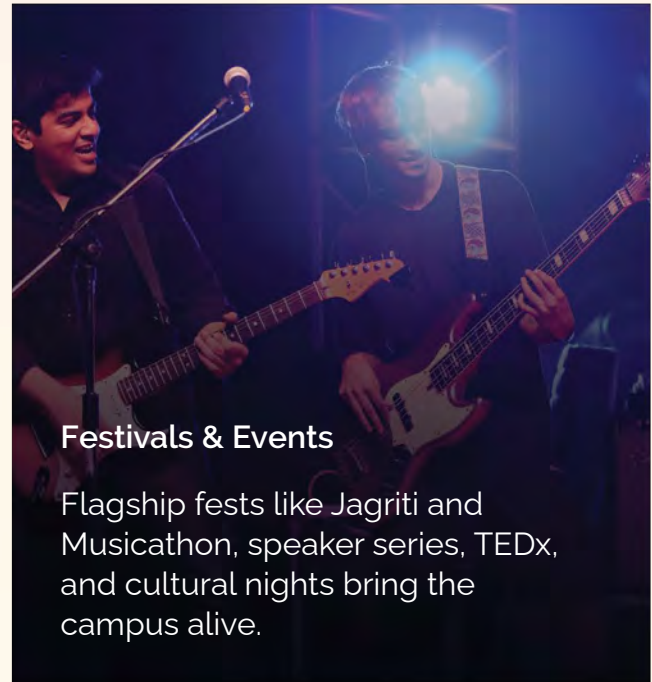 Festivals & Events
Flagship fests like Jagriti and
Musicathon, speaker series, TEDx,
and cultural nights bring the
campus alive.